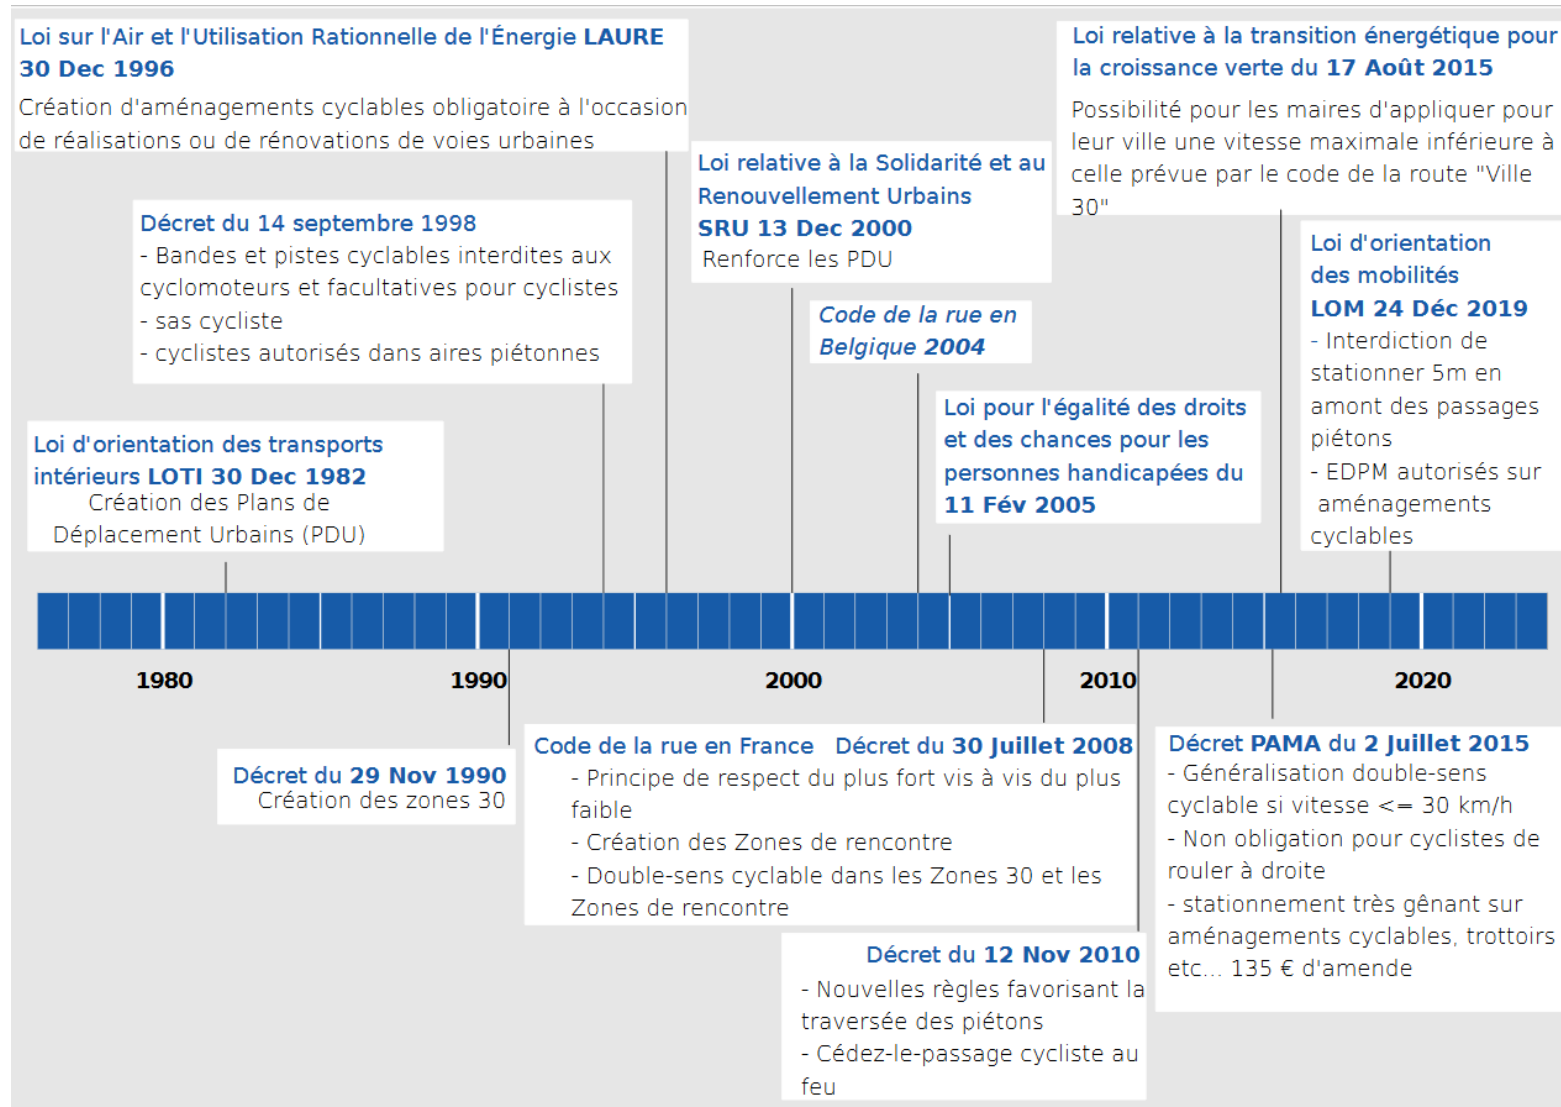 Loi sur l'Air et l'Utilisation Rationnelle de l'Énergie LAURE
30 Dec 1996
Création d'aménagements cyclables obligatoire à l'occasion
de réalisations ou de rénovations de voies urbaines
Loi relative à la transition énergétique pour
la croissance verte du 17 Août 2015
Possibilité pour les maires d'appliquer pour
leur ville une vitesse maximale inférieure à
celle prévue par le code de la route "Ville
30"
Loi relative à la Solidarité et au
Renouvellement Urbains
SRU 13 Dec 2000
Renforce les PDU
Décret du 14 septembre 1998
- Bandes et pistes cyclables interdites aux
cyclomoteurs et facultatives pour cyclistes
- sas cycliste
- cyclistes autorisés dans aires piétonnes
Loi d'orientation
des mobilités
LOM 24 Déc 2019
- Interdiction de
stationner 5m en
amont des passages
piétons
- EDPM autorisés sur
aménagements
cyclables
Code de la rue en
Belgique 2004
Loi pour l'égalité des droits
et des chances pour les
personnes handicapées du
11 Fév 2005
Loi d'orientation des transports
intérieurs LOTI 30 Dec 1982
Création des Plans de
Déplacement Urbains (PDU)
1980 1990 2000 2010 2020
Décret du 29 Nov 1990
Création des zones 30
Code de la rue en France Décret du 30 Juillet 2008
- Principe de respect du plus fort vis à vis du plus
faible
- Création des Zones de rencontre
- Double-sens cyclable dans les Zones 30 et les
Zones de rencontre
Décret PAMA du 2 Juillet 2015
- Généralisation double-sens
cyclable si vitesse <= 30 km/h
- Non obligation pour cyclistes de
rouler à droite
- stationnement très gênant sur
aménagements cyclables, trottoirs
etc... 135 € d'amende
Décret du 12 Nov 2010
- Nouvelles règles favorisant la
traversée des piétons
- Cédez-le-passage cycliste au
feu